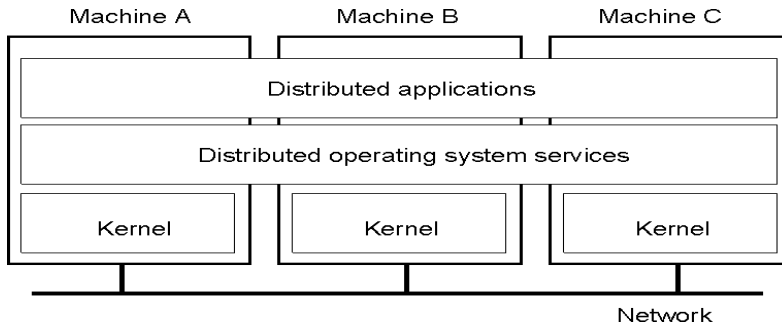 Machine A
Machine B
Machine C
Distributed applications
Distributed operating system services
Kernel
Kernel
Kernel
Network